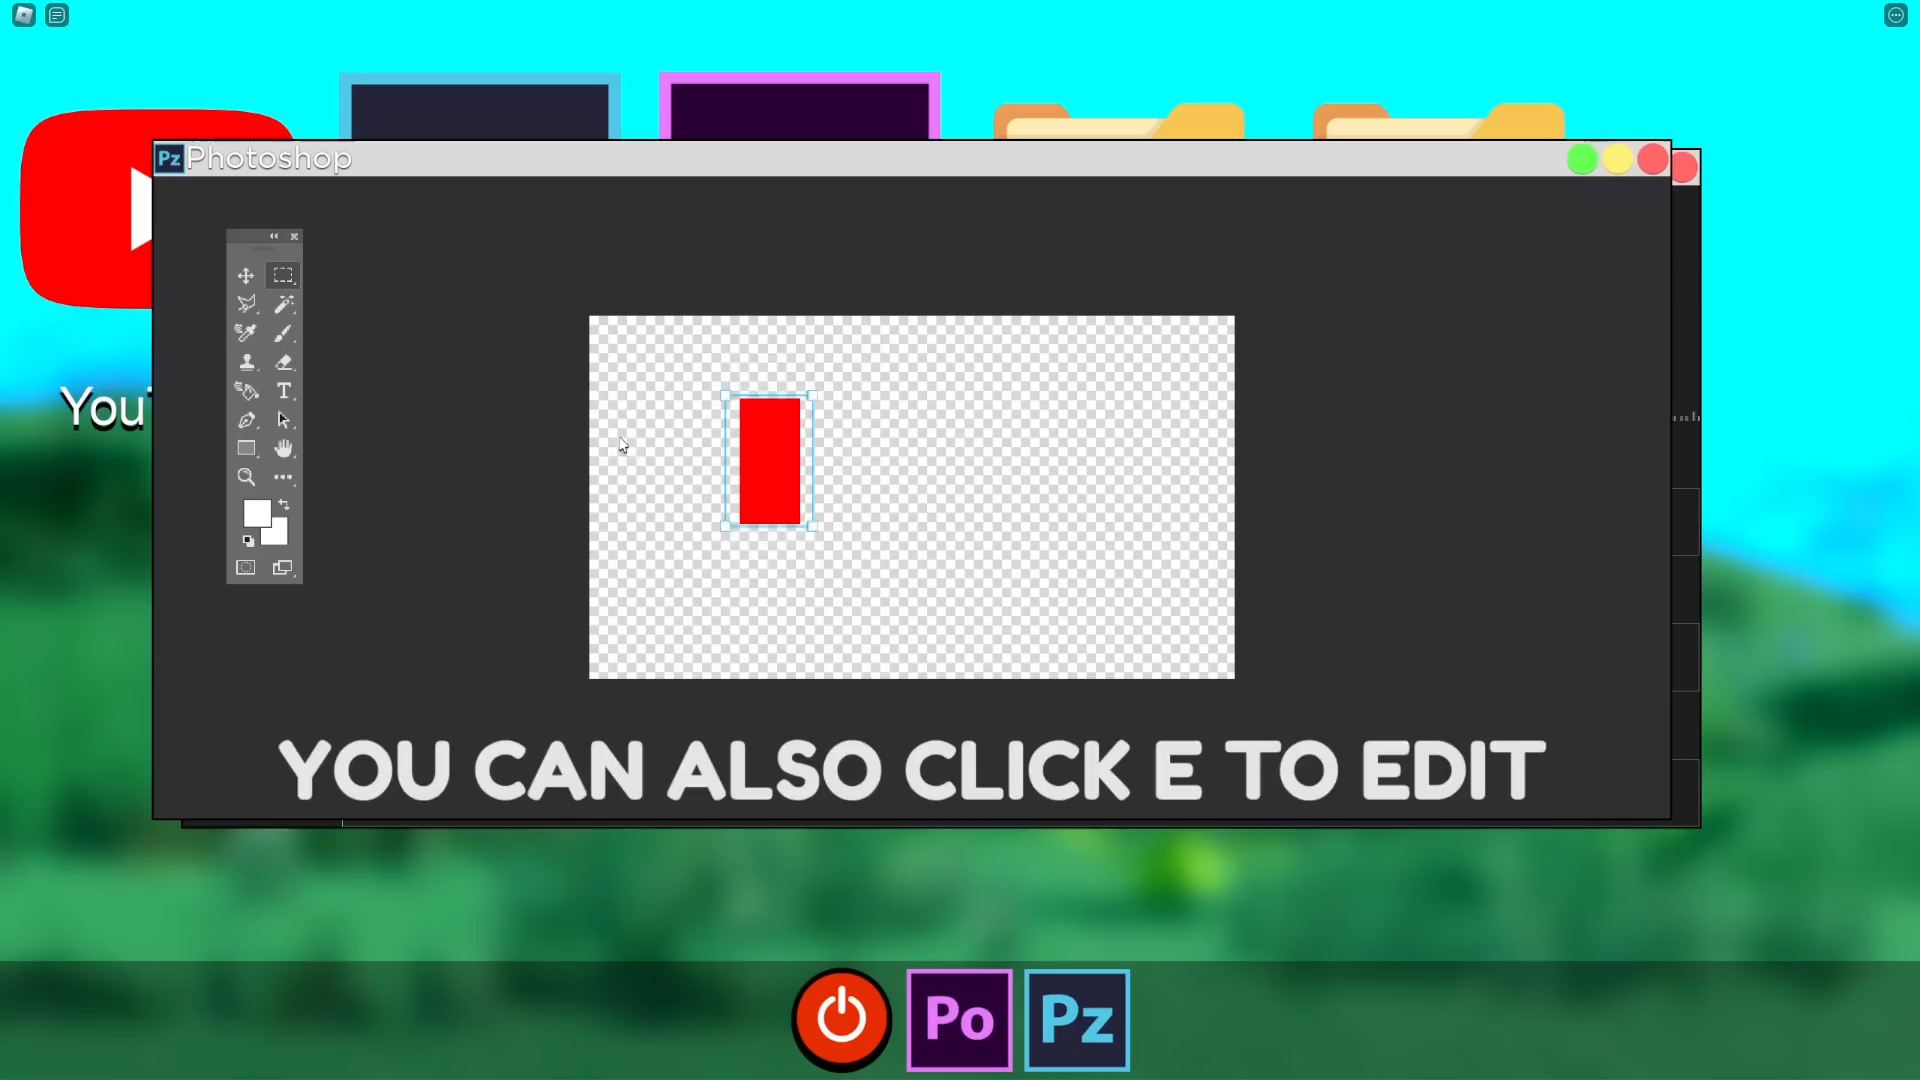 Pz Photoshop
You
T
YOU CAN ALSO CLICK E TO EDIT
Po Pz